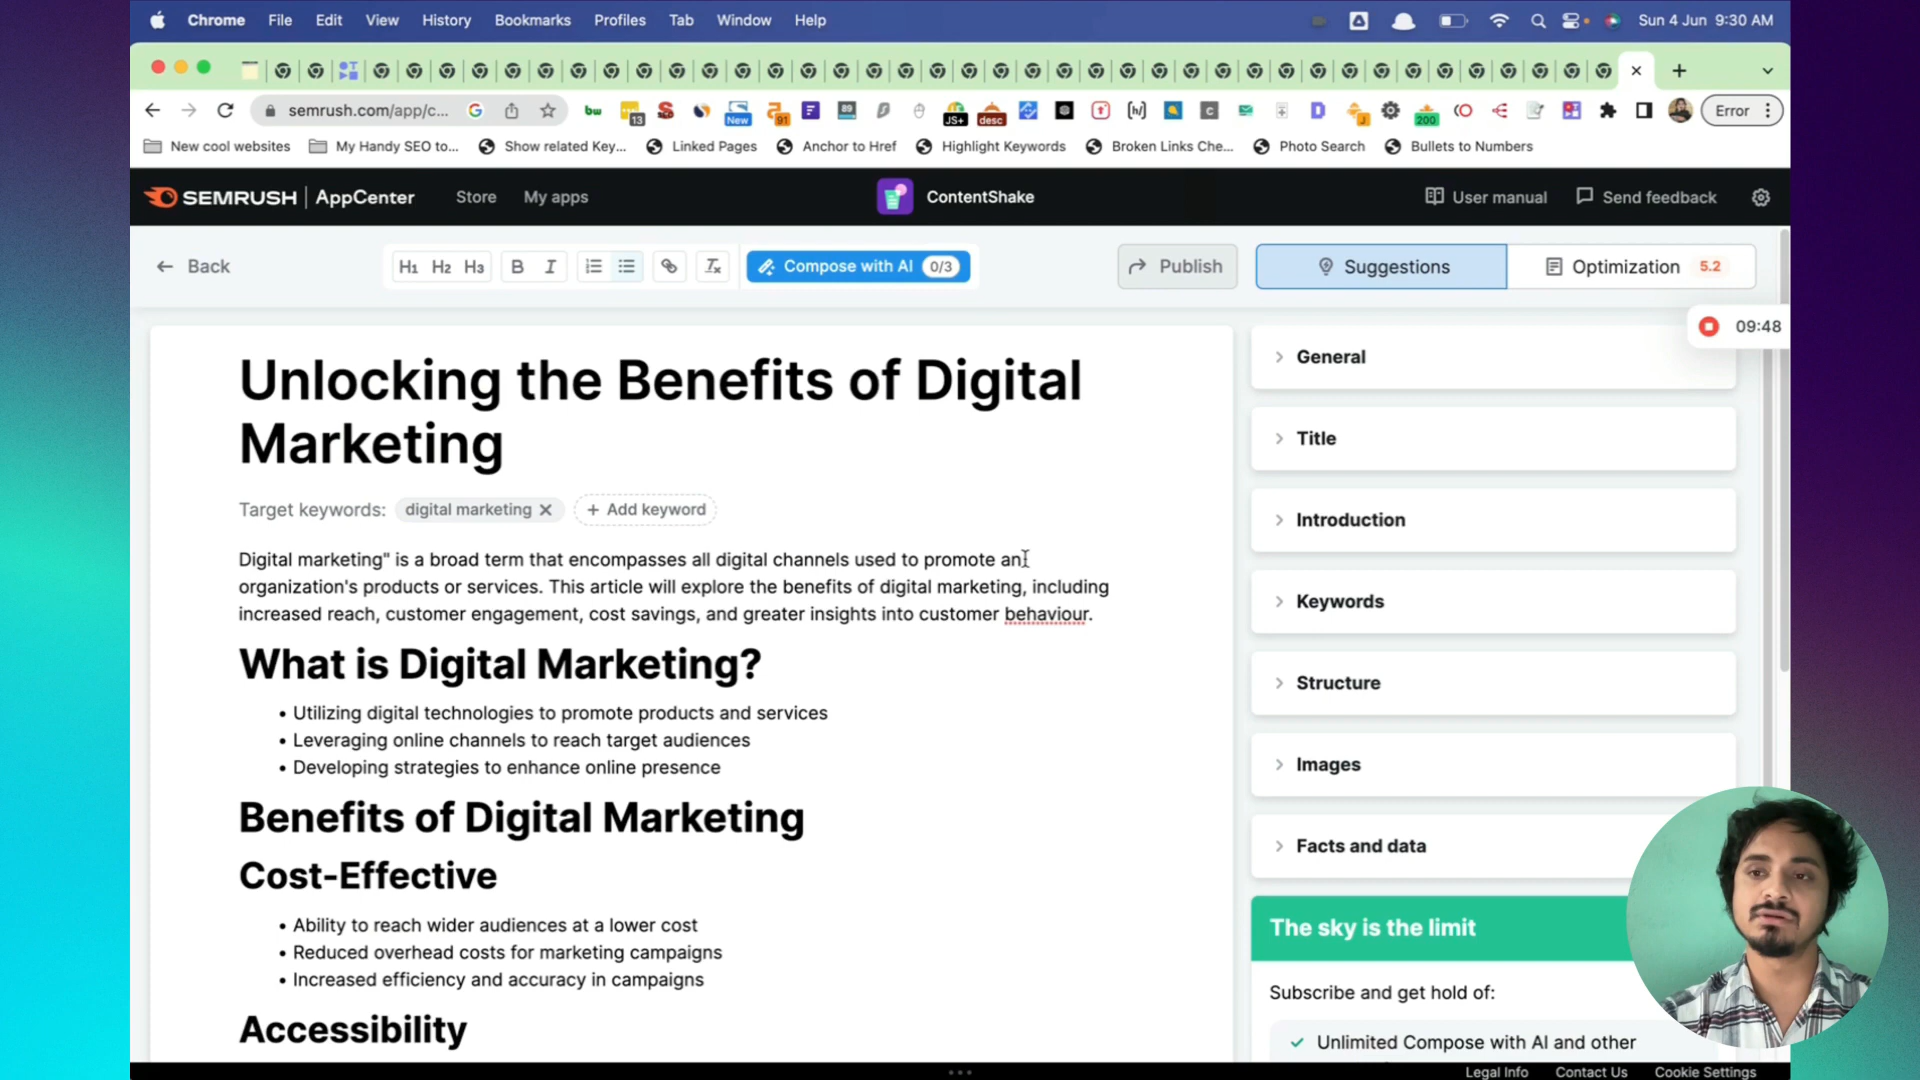 Chrome File Edit View History Bookmarks Profiles Tab Window Help Sun 4 Jun 9:30 AM
semrush.com/app/c... 13 New 91 89 JS+ desc 200 Error
New cool websites My Handy SEO to... Show related Key... Linked Pages Anchor to Href Highlight Keywords Broken Links Che... Photo Search Bullets to Numbers
SEMRUSH AppCenter Store My apps ContentShake User manual Send feedback
Back H1 H2 H3 B I Compose with AI 0/3 Publish Suggestions Optimization 5.2
09:48
Unlocking the Benefits of Digital
Marketing
Target keywords: digital marketing + Add keyword
Digital marketing" is a broad term that encompasses all digital channels used to promote an
organization's products or services. This article will explore the benefits of digital marketing, including
increased reach, customer engagement, cost savings, and greater insights into customer behaviour.
What is Digital Marketing?
• Utilizing digital technologies to promote products and services
• Leveraging online channels to reach target audiences
• Developing strategies to enhance online presence
Benefits of Digital Marketing
Cost-Effective
• Ability to reach wider audiences at a lower cost
• Reduced overhead costs for marketing campaigns
• Increased efficiency and accuracy in campaigns
Accessibility
General
Title
Introduction
Keywords
Structure
Images
Facts and data
The sky is the limit
Subscribe and get hold of:
Unlimited Compose with AI and other
Legal Info Contact Us Cookie Settings